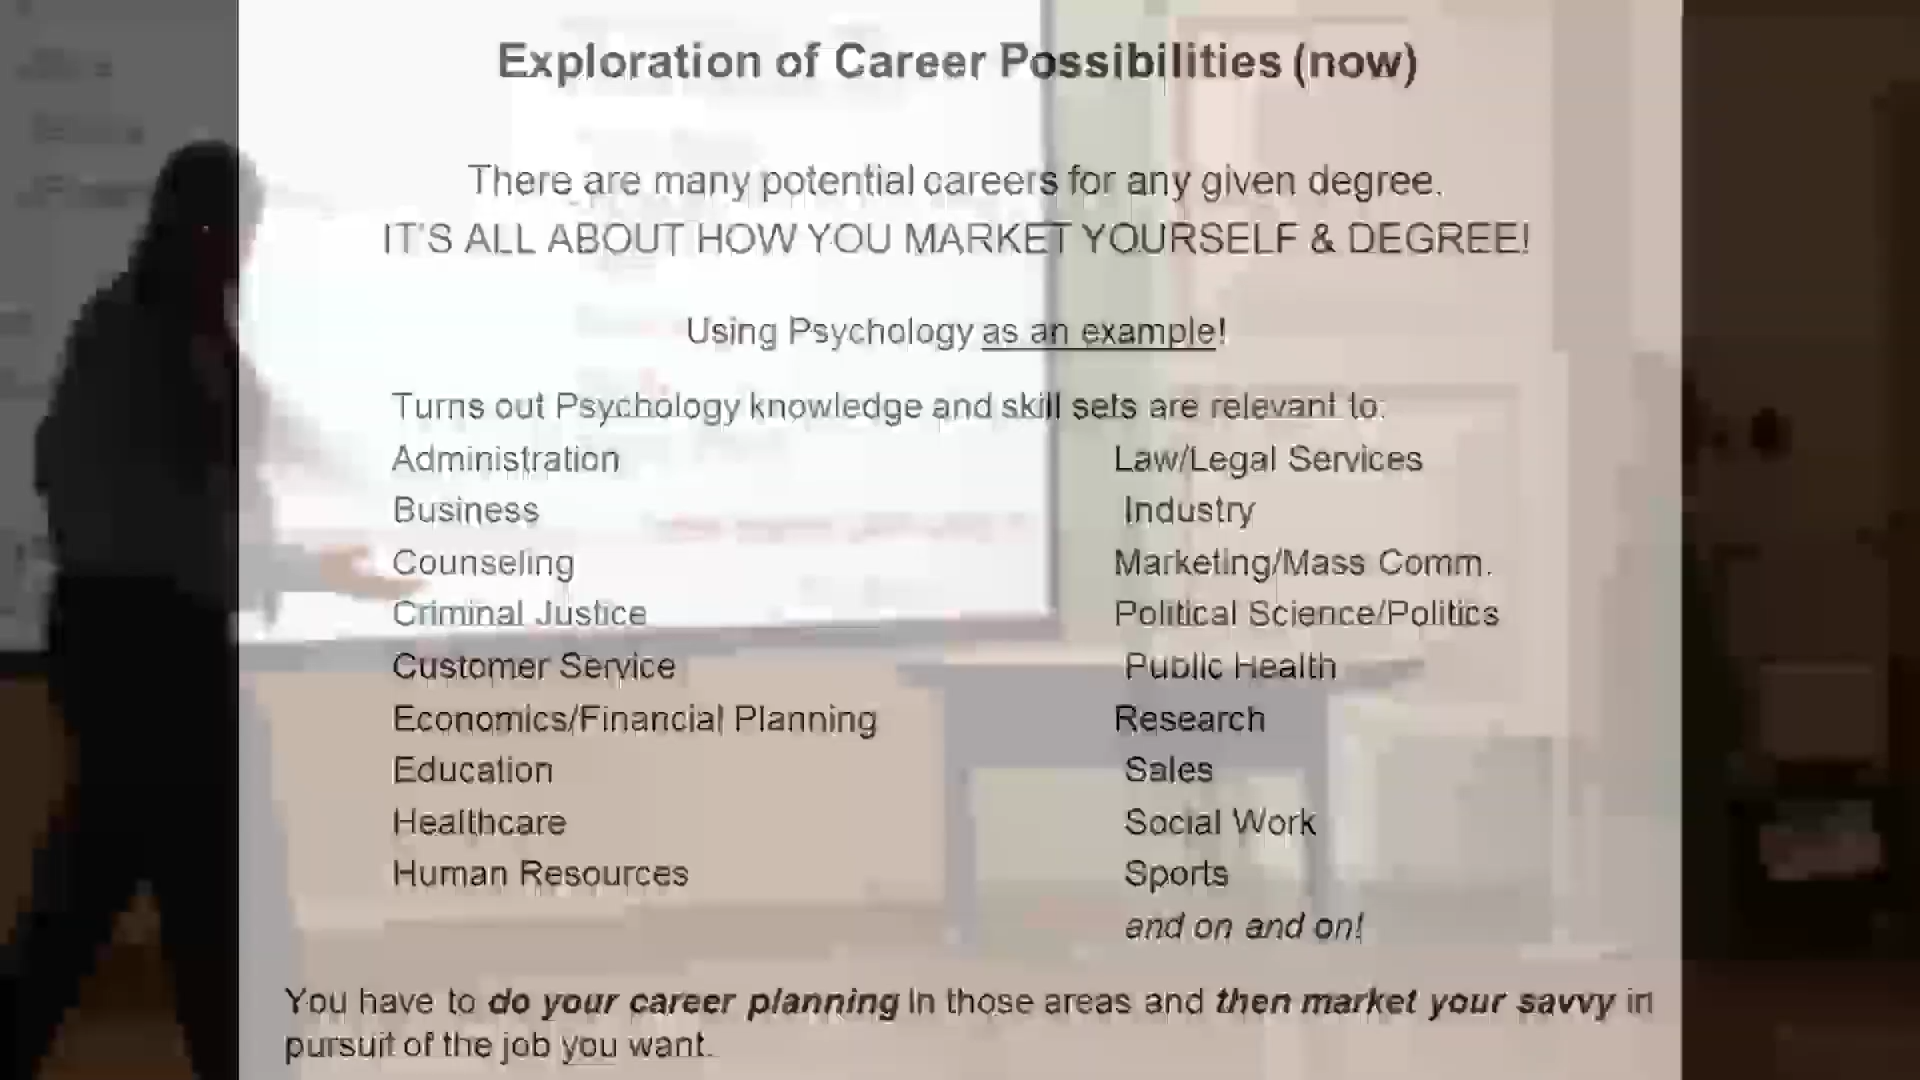 Exploration of Career Possibilities (now)
There are many potential careers for any given degree.
IT'S ALL ABOUT HOW YOU MARKET YOURSELF & DEGREE!
Using Psychology as an example!
Turns out Psychology knowledge and skill sets are relevant to:
Administration
Business
Counseling
Criminal Justice
Customer Service
Economics/Financial Planning
Education
Healthcare
Human Resources
Law/Legal Services
Industry
Marketing/Mass Comm.
Political Science/Politics
Public Health
Research
Sales
Social Work
Sports
and on and on!
You have to do your career planning in those areas and then market your savvy in
pursuit of the job you want.